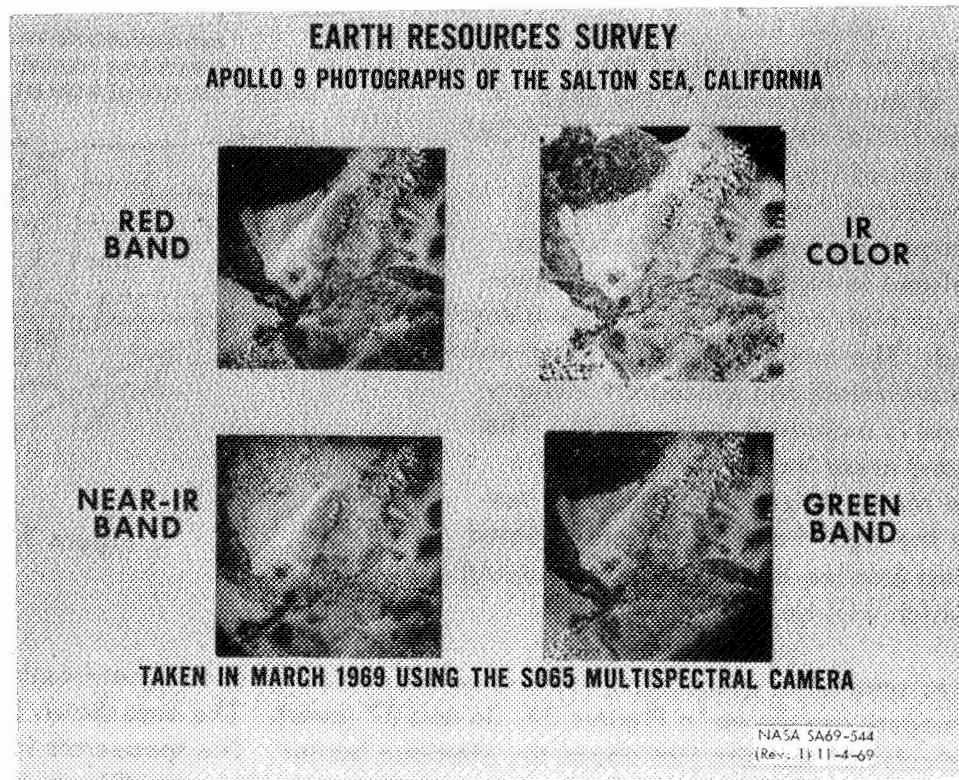 EARTH RESOURCES SURVEY
APOLLO 9 PHOTOGRAPHS OF THE SALTON SEA, CALIFORNIA
RED
BAND
IR
COLOR
NEAR-IR
BAND
GREEN
BAND
TAKEN IN MARCH 1969 USING THE S065 MULTISPECTRAL CAMERA
NASA SA69-544
(Rev. 1) 11-4-69